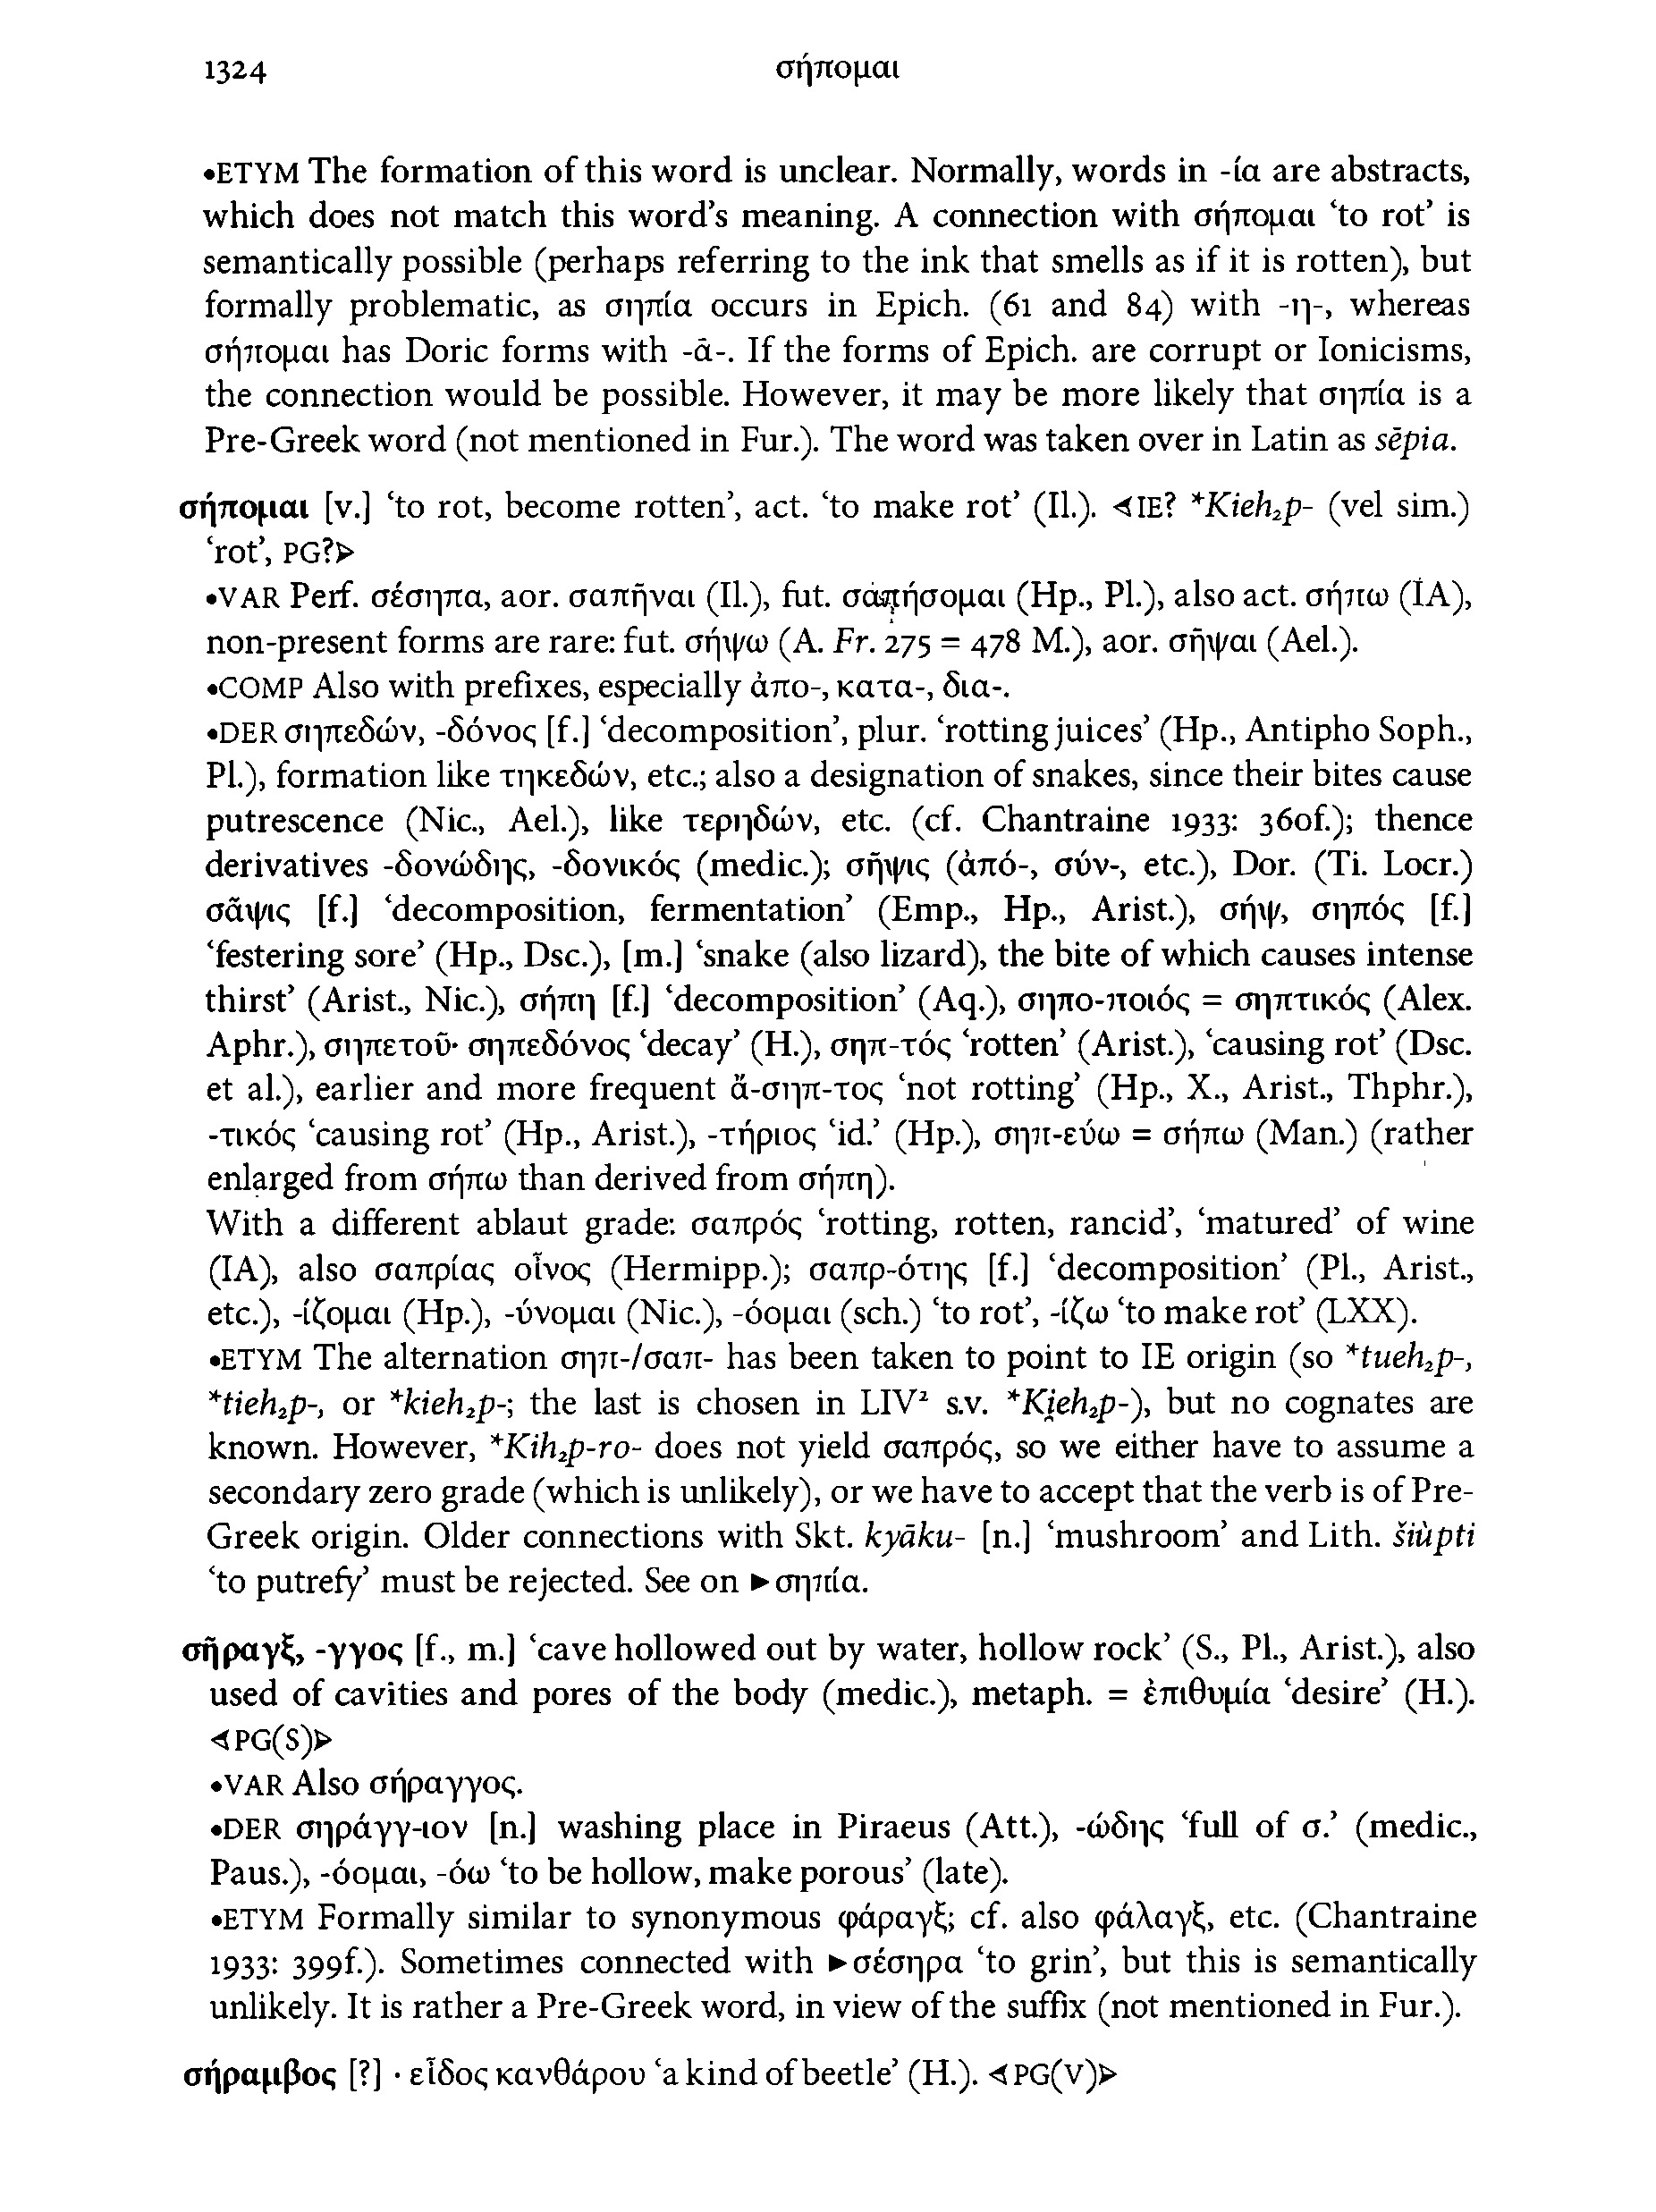 1324 σήπομαι
•ETYM The formation of this word is unclear. Normally, words in -ία are abstracts,
which does not match this word's meaning. A connection with σήπομαι ‘to rot’ is
semantically possible (perhaps referring to the ink that smells as if it is rotten), but
formally problematic, as σηπία occurs in Epich. (61 and 84) with -η-, whereas
σήπομαι has Doric forms with -ᾱ-. If the forms of Epich. are corrupt or Ionicisms,
the connection would be possible. However, it may be more likely that σηπία is a
Pre-Greek word (not mentioned in Fur.). The word was taken over in Latin as sēpia.
σήπομαι [v.] ‘to rot, become rotten’, act. ‘to make rot’ (Il.). ⊲IE? *Kieh₂p- (vel sim.)
‘rot’, PG?⊳
•VAR Perf. σέσηπα, aor. σαπῆναι (Il.), fut. σαπήσομαι (Hp., Pl.), also act. σήπω (IA),
non-present forms are rare: fut. σήψω (A. Fr. 275 = 478 M.), aor. σῆψαι (Ael.).
•COMP Also with prefixes, especially ἀπο-, κατα-, δια-.
•DER σηπεδών, -δόνος [f.] ‘decomposition’, plur. ‘rotting juices’ (Hp., Antipho Soph.,
Pl.), formation like τηκεδών, etc.; also a designation of snakes, since their bites cause
putrescence (Nic., Ael.), like τερηδών, etc. (cf. Chantraine 1933: 360f.); thence
derivatives -δονώδης, -δονικός (medic.); σῆψις (ἀπό-, σύν-, etc.), Dor. (Ti. Locr.)
σᾶψις [f.] ‘decomposition, fermentation’ (Emp., Hp., Arist.), σήψ, σηπός [f.]
‘festering sore’ (Hp., Dsc.), [m.] ‘snake (also lizard), the bite of which causes intense
thirst’ (Arist., Nic.), σήπη [f.] ‘decomposition’ (Aq.), σηπο-ποιός = σηπτικός (Alex.
Aphr.), σηπετοῦ· σηπεδόνος ‘decay’ (H.), σηπ-τός ‘rotten’ (Arist.), ‘causing rot’ (Dsc.
et al.), earlier and more frequent ἄ-σηπ-τος ‘not rotting’ (Hp., X., Arist., Thphr.),
-τικός ‘causing rot’ (Hp., Arist.), -τήριος ‘id.’ (Hp.), σηπ-εύω = σήπω (Man.) (rather
enlarged from σήπω than derived from σήπη).
With a different ablaut grade: σαπρός ‘rotting, rotten, rancid’, ‘matured’ of wine
(IA), also σαπρίας οἶνος (Hermipp.); σαπρ-ότης [f.] ‘decomposition’ (Pl., Arist.,
etc.), -ίζομαι (Hp.), -ύνομαι (Nic.), -όομαι (sch.) ‘to rot’, -ίζω ‘to make rot’ (LXX).
•ETYM The alternation σηπ-/σαπ- has been taken to point to IE origin (so *tueh₂p-,
*tieh₂p-, or *kieh₂p-; the last is chosen in LIV² s.v. *Ki̯eh₂p-), but no cognates are
known. However, *Kih₂p-ro- does not yield σαπρός, so we either have to assume a
secondary zero grade (which is unlikely), or we have to accept that the verb is of Pre-
Greek origin. Older connections with Skt. kyāku- [n.] ‘mushroom’ and Lith. šiùpti
‘to putrefy’ must be rejected. See on ►σηπία.
σῆραγξ, -γγος [f., m.] ‘cave hollowed out by water, hollow rock’ (S., Pl., Arist.), also
used of cavities and pores of the body (medic.), metaph. = ἐπιθυμία ‘desire’ (H.).
⊲PG(S)⊳
•VAR Also σήραγγος.
•DER σηράγγ-ιον [n.] washing place in Piraeus (Att.), -ώδης ‘full of σ.’ (medic.,
Paus.), -όομαι, -όω ‘to be hollow, make porous’ (late).
•ETYM Formally similar to synonymous φάραγξ; cf. also φάλαγξ, etc. (Chantraine
1933: 399f.). Sometimes connected with ►σέσηρα ‘to grin’, but this is semantically
unlikely. It is rather a Pre-Greek word, in view of the suffix (not mentioned in Fur.).
σήραμβος [?] · εἶδος κανθάρου ‘a kind of beetle’ (H.). ⊲PG(V)⊳